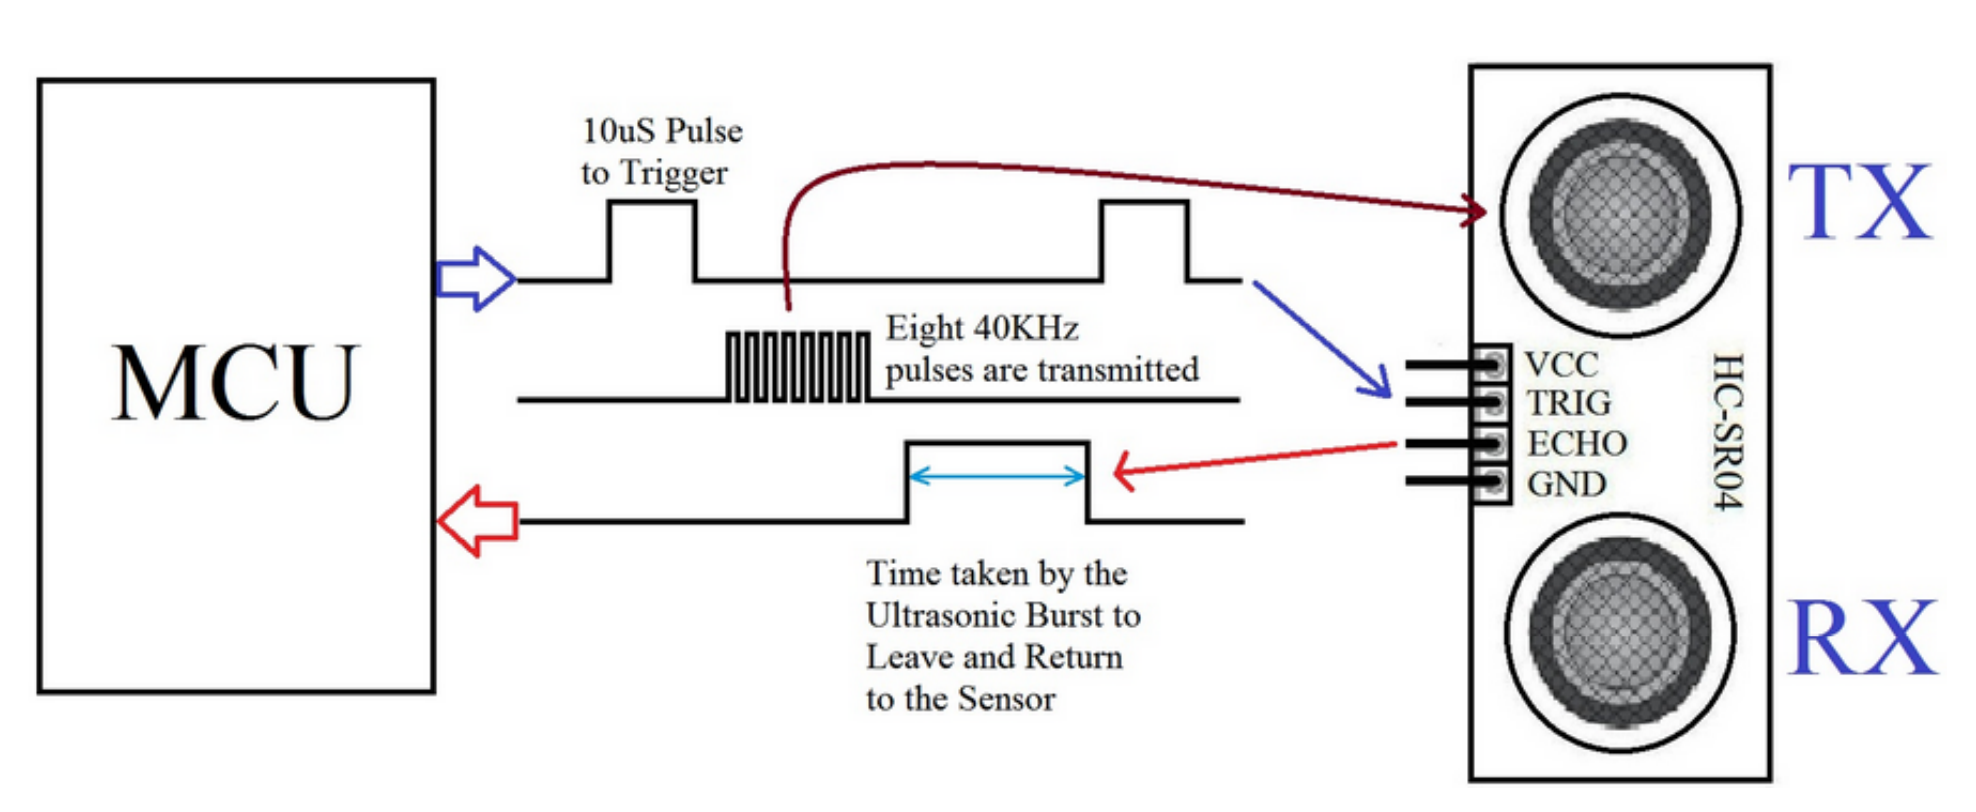 10uS Pulse
to Trigger
TX
MCU
Eight 40KHz
pulses are transmitted
VCC
TRIG
ECHO
GND
HC-SR04
Time taken by the
Ultrasonic Burst to
Leave and Return
to the Sensor
RX